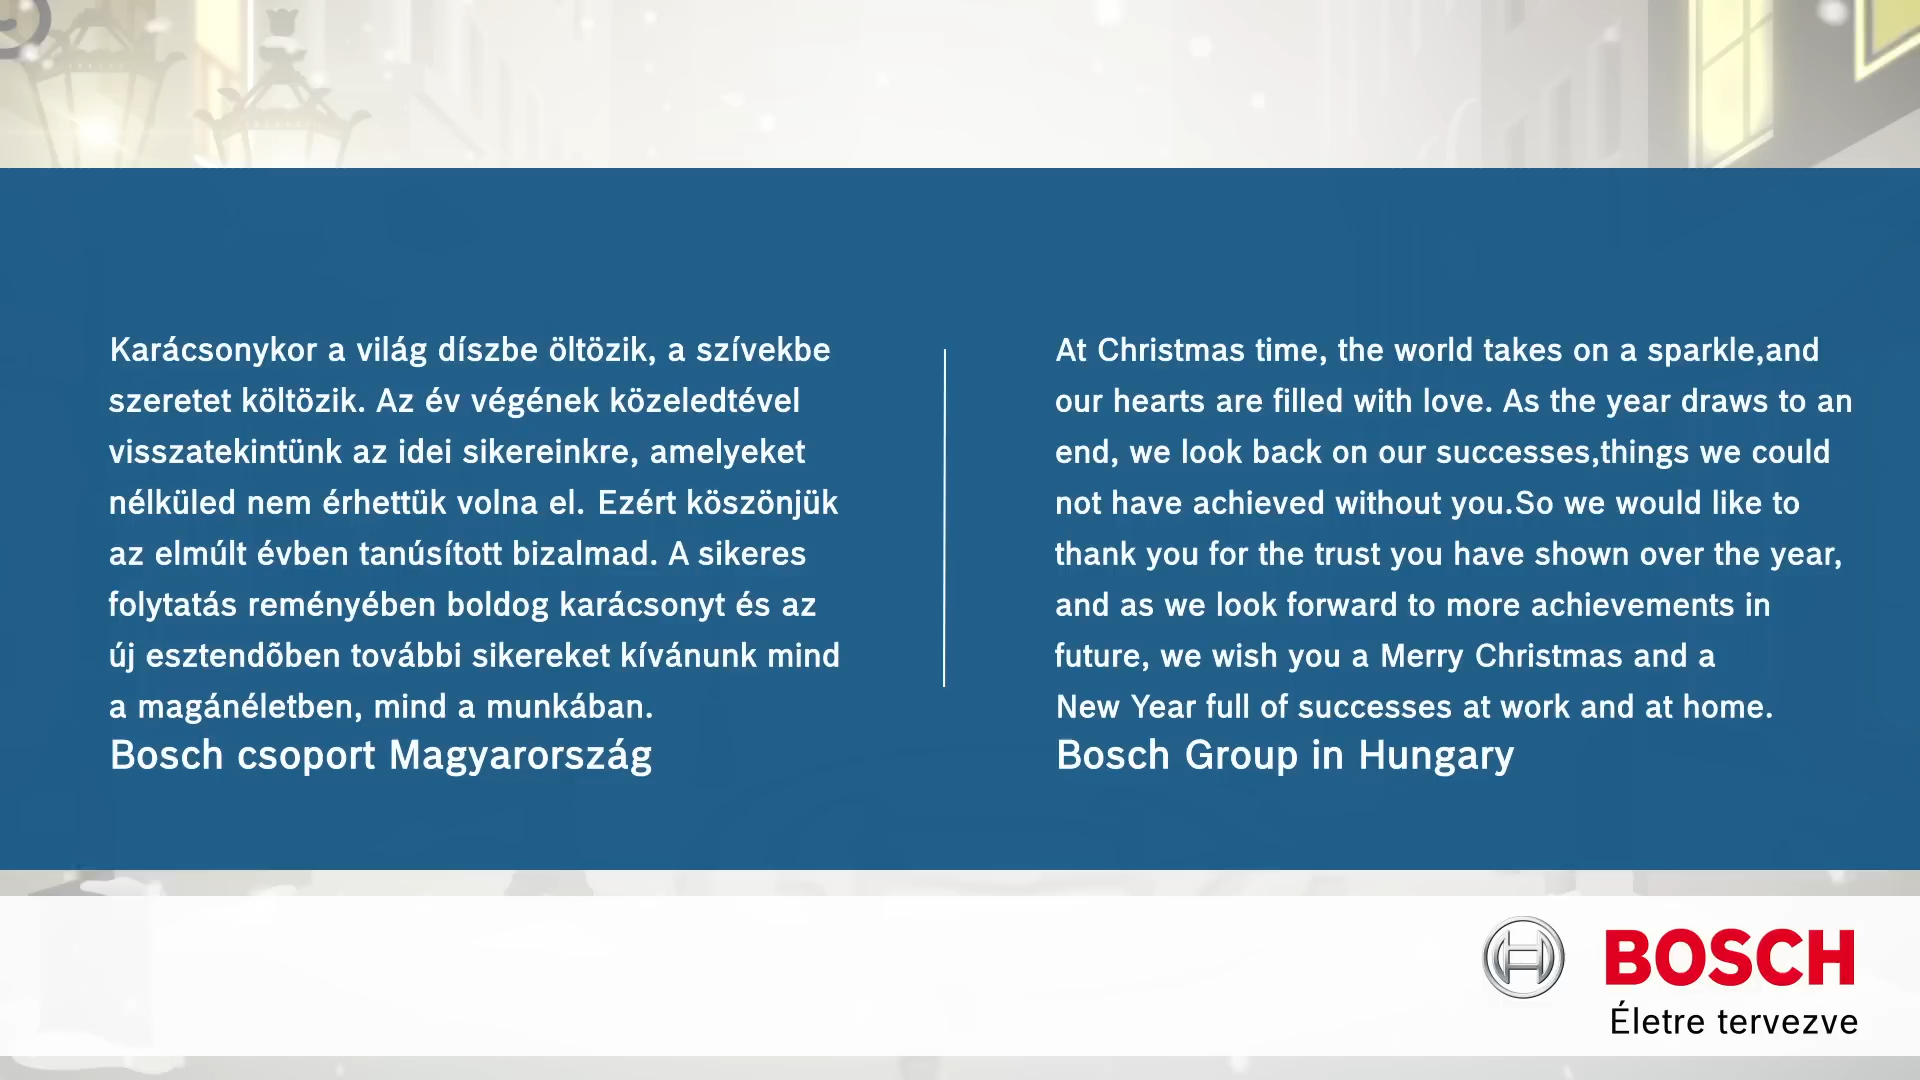 Karácsonykor a világ díszbe öltözik, a szívekbe
szeretet költözik. Az év végének közeledtével
visszatekintünk az idei sikereinkre, amelyeket
nélküled nem érhettük volna el. Ezért köszönjük
az elmúlt évben tanúsított bizalmad. A sikeres
folytatás reményében boldog karácsonyt és az
új esztendõben további sikereket kívánunk mind
a magánéletben, mind a munkában.
Bosch csoport Magyarország
At Christmas time, the world takes on a sparkle,and
our hearts are filled with love. As the year draws to an
end, we look back on our successes,things we could
not have achieved without you.So we would like to
thank you for the trust you have shown over the year,
and as we look forward to more achievements in
future, we wish you a Merry Christmas and a
New Year full of successes at work and at home.
Bosch Group in Hungary
BOSCH
Életre tervezve